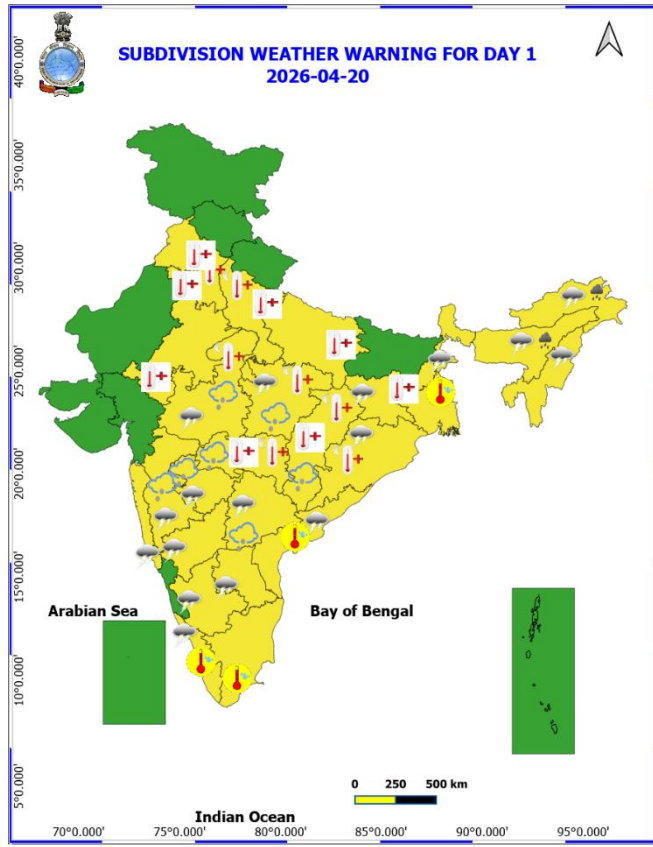 SUBDIVISION WEATHER WARNING FOR DAY 1
2026-04-20
40°0.000'
35°0.000'
30°0.000'
25°0.000'
20°0.000'
15°0.000'
10°0.000'
5°0.000'
Arabian Sea
Bay of Bengal
0 250 500 km
Indian Ocean
70°0.000' 75°0.000' 80°0.000' 85°0.000' 90°0.000' 95°0.000'